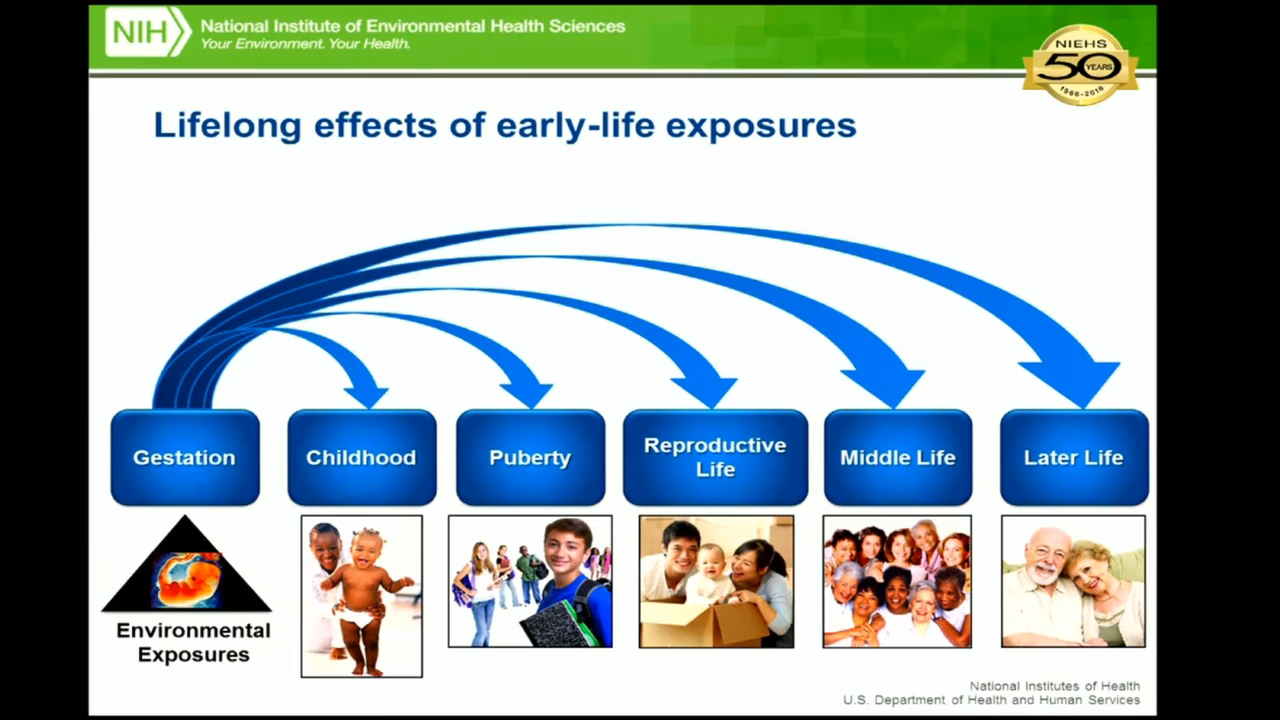 NIH
National Institute of Environmental Health Sciences
Your Environment. Your Health.
NIEHS
50 YEARS
1966-2016
Lifelong effects of early-life exposures
Gestation
Childhood
Puberty
Reproductive
Life
Middle Life
Later Life
Environmental
Exposures
National Institutes of Health
U.S. Department of Health and Human Services